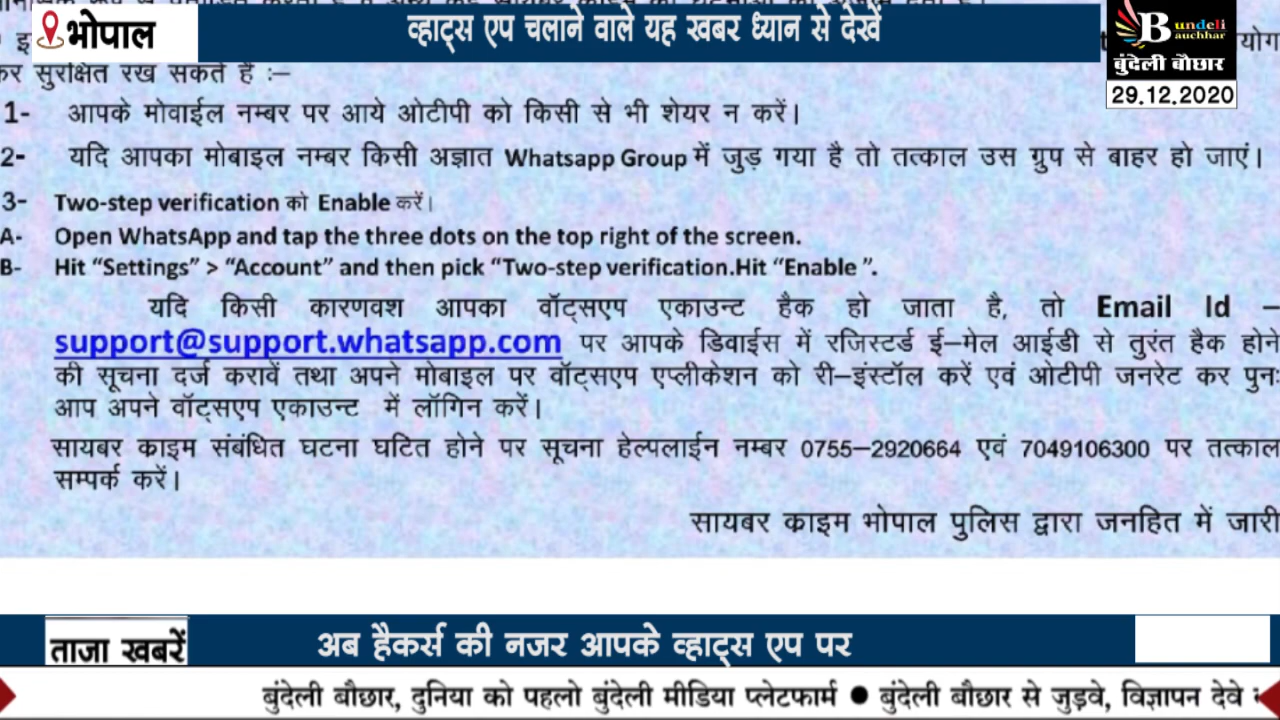 भोपाल
व्हाट्स एप चलाने वाले यह खबर ध्यान से देखें
Bundeli
Bauchhar
बुंदेली बौछार
29.12.2020
कर सुरक्षित रख सकते हैं :–
1- आपके मोवाईल नम्बर पर आये ओटीपी को किसी से भी शेयर न करें।
2- यदि आपका मोबाइल नम्बर किसी अज्ञात Whatsapp Group में जुड़ गया है तो तत्काल उस ग्रुप से बाहर हो जाएं।
3- Two-step verification को Enable करें।
A- Open WhatsApp and tap the three dots on the top right of the screen.
B- Hit “Settings” > “Account” and then pick “Two-step verification.Hit “Enable ”.
यदि किसी कारणवश आपका वॉट्सएप एकाउन्ट हैक हो जाता है, तो Email Id –
support@support.whatsapp.com पर आपके डिवाईस में रजिस्टर्ड ई–मेल आईडी से तुरंत हैक होने
की सूचना दर्ज करावें तथा अपने मोबाइल पर वॉट्सएप एप्लीकेशन को री–इंस्टॉल करें एवं ओटीपी जनरेट कर पुनः
आप अपने वॉट्सएप एकाउन्ट में लॉगिन करें।
सायबर क्राइम संबंधित घटना घटित होने पर सूचना हेल्पलाईन नम्बर 0755–2920664 एवं 7049106300 पर तत्काल
सम्पर्क करें।
सायबर क्राइम भोपाल पुलिस द्वारा जनहित में जारी
ताजा खबरें
अब हैकर्स की नजर आपके व्हाट्स एप पर
बुंदेली बौछार, दुनिया को पहलो बुंदेली मीडिया प्लेटफार्म ● बुंदेली बौछार से जुड़वे, विज्ञापन देवे